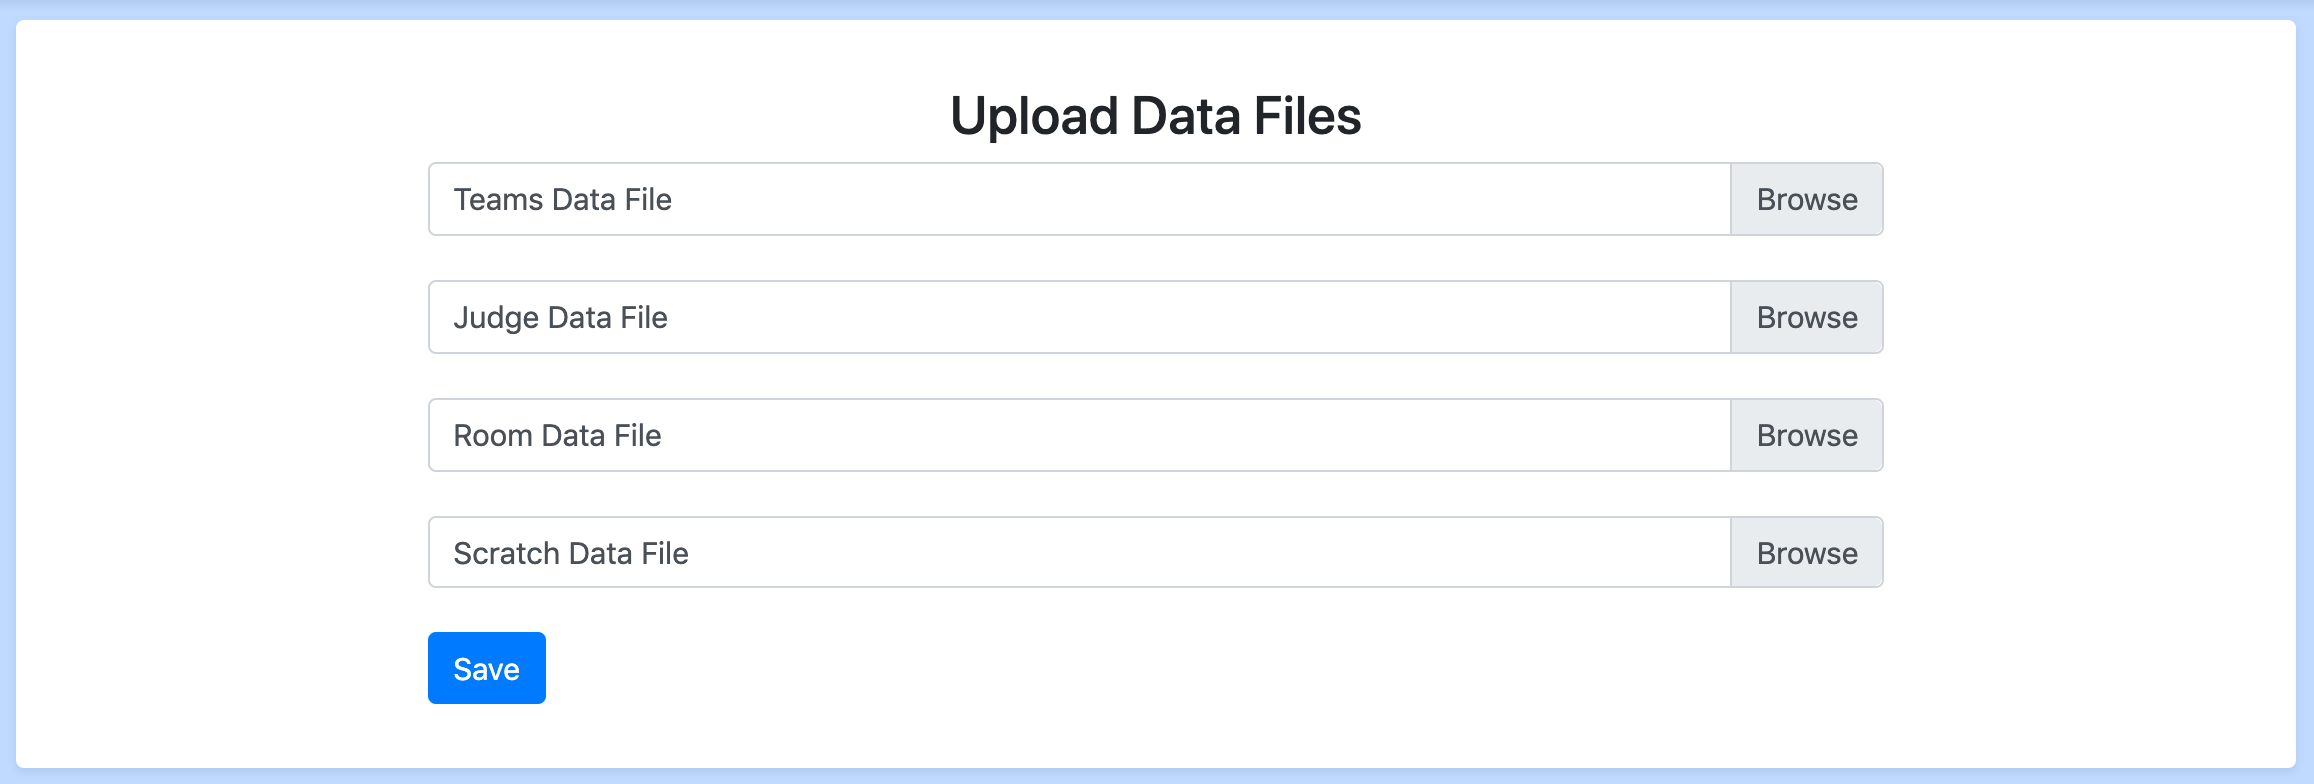 Upload Data Files
Teams Data File Browse
Judge Data File Browse
Room Data File Browse
Scratch Data File Browse
Save